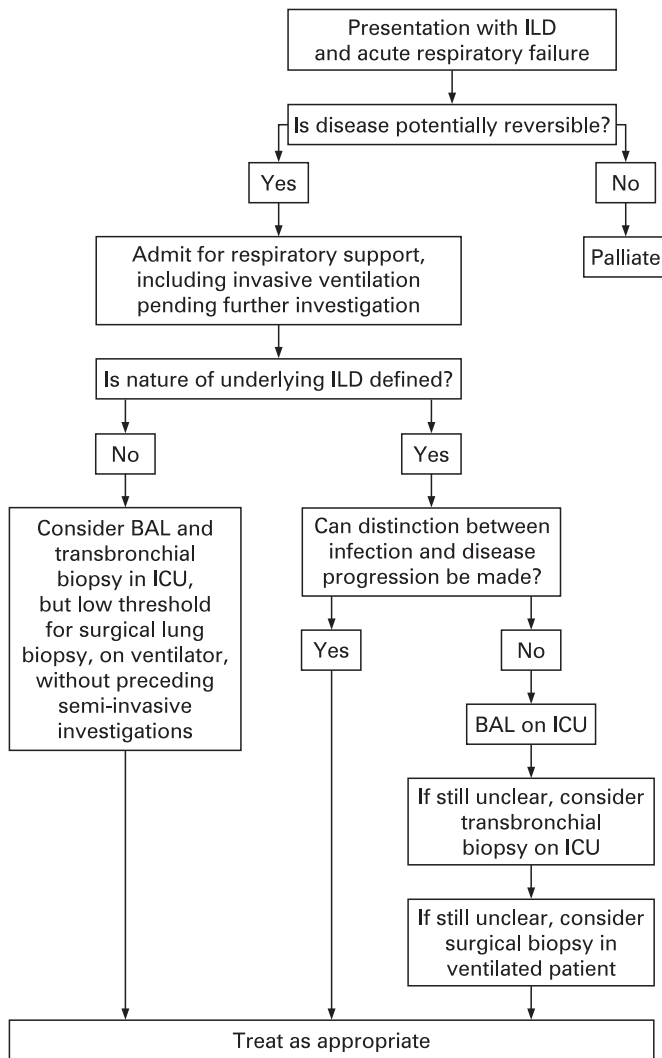 Presentation with ILD
and acute respiratory failure
Is disease potentially reversible?
Yes
No
Admit for respiratory support,
including invasive ventilation
pending further investigation
Palliate
Is nature of underlying ILD defined?
No
Yes
Consider BAL and
transbronchial
biopsy in ICU,
but low threshold
for surgical lung
biopsy, on ventilator,
without preceding
semi-invasive
investigations
Can distinction between
infection and disease
progression be made?
Yes
No
BAL on ICU
If still unclear, consider
transbronchial
biopsy on ICU
If still unclear, consider
surgical biopsy in
ventilated patient
Treat as appropriate